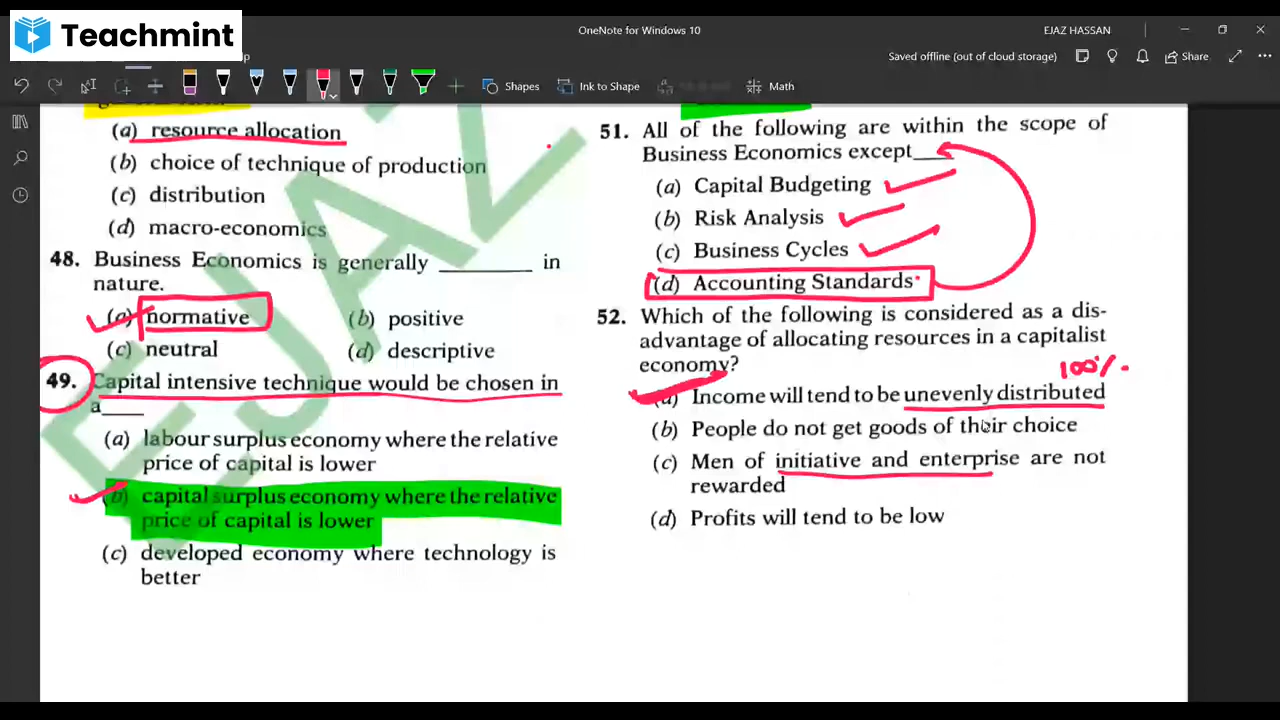 Teachmint
OneNote for Windows 10
EJAZ HASSAN
Saved offline (out of cloud storage)
Share
Shapes
Ink to Shape
Math
(a) resource allocation
(b) choice of technique of production
(c) distribution
(d) macro-economics
48. Business Economics is generally ________ in
nature.
(a) normative (b) positive
(c) neutral (d) descriptive
49. Capital intensive technique would be chosen in
a____
(a) labour surplus economy where the relative
price of capital is lower
(b) capital surplus economy where the relative
price of capital is lower
(c) developed economy where technology is
better
51. All of the following are within the scope of
Business Economics except____
(a) Capital Budgeting
(b) Risk Analysis
(c) Business Cycles
(d) Accounting Standards
52. Which of the following is considered as a dis-
advantage of allocating resources in a capitalist
economy?
100%.
(a) Income will tend to be unevenly distributed
(b) People do not get goods of their choice
(c) Men of initiative and enterprise are not
rewarded
(d) Profits will tend to be low
EJAZ